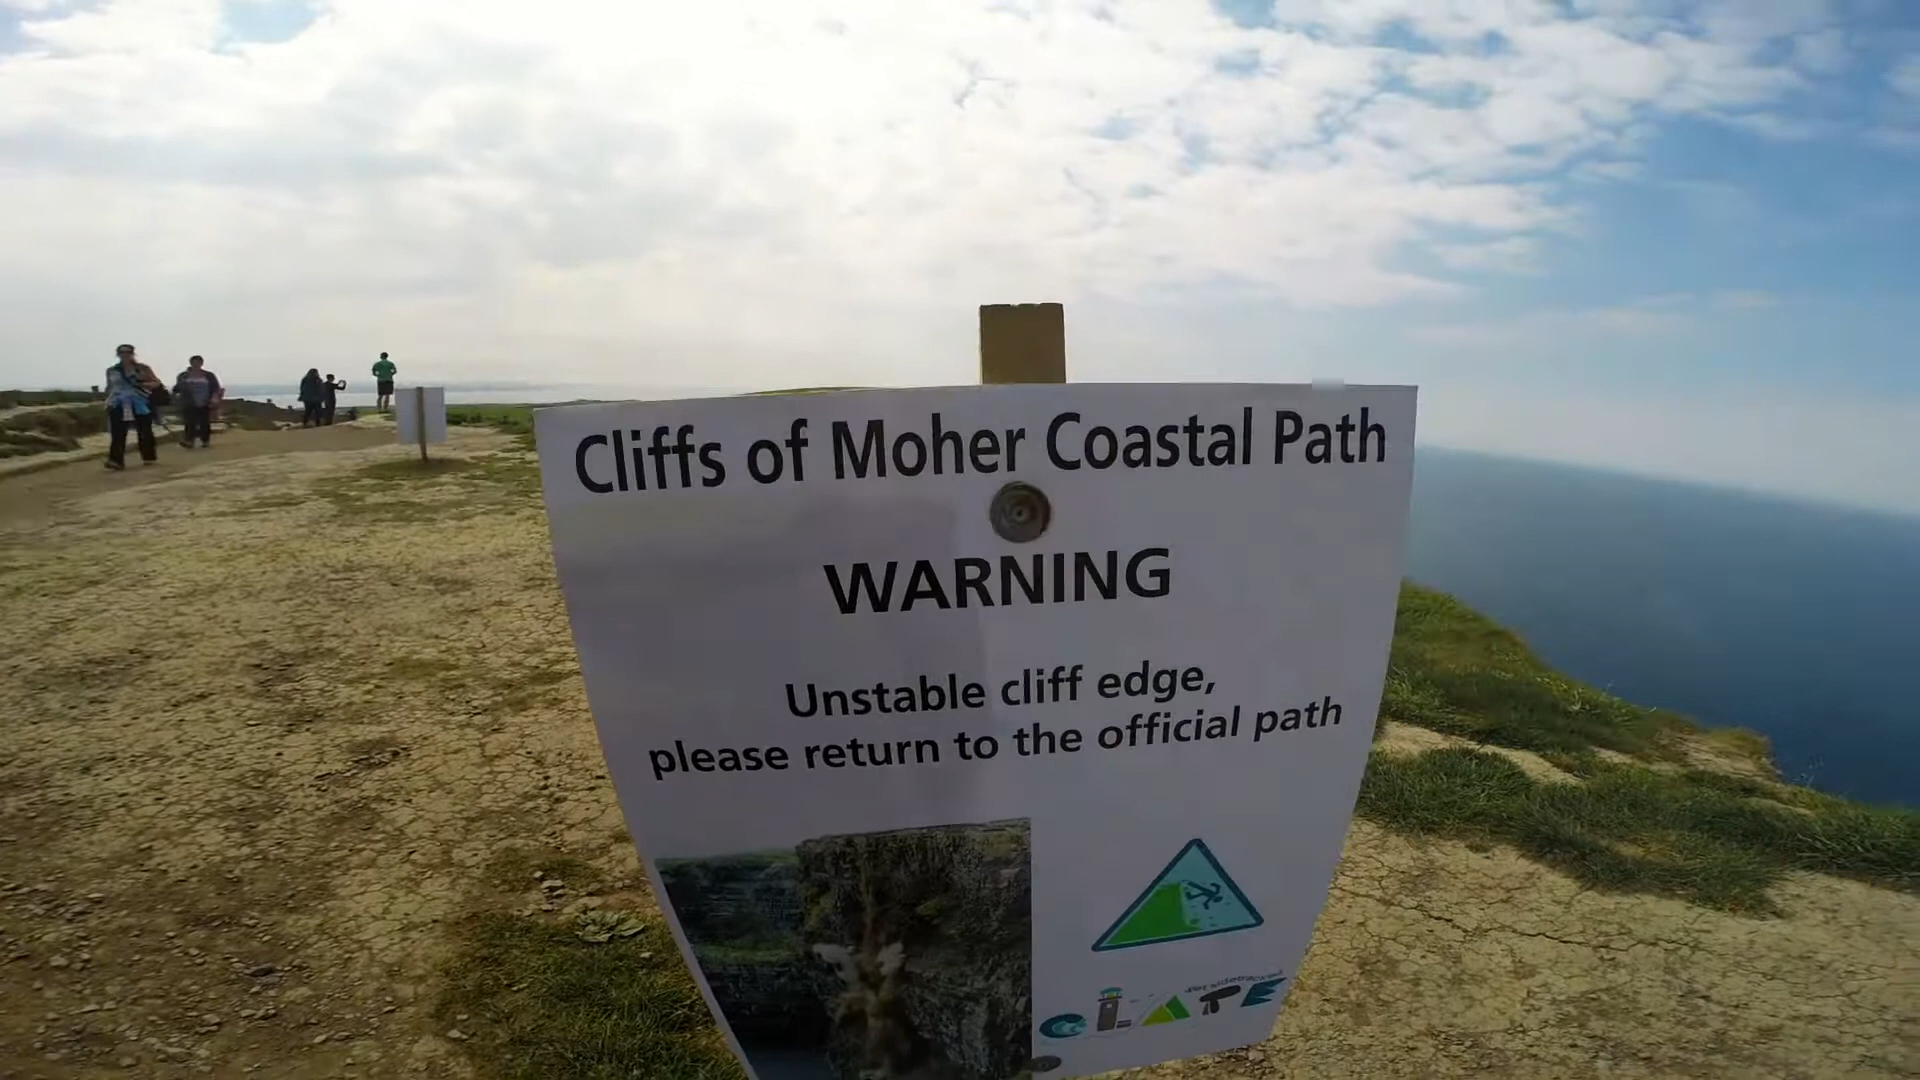 Cliffs of Moher Coastal Path
WARNING
Unstable cliff edge,
please return to the official path